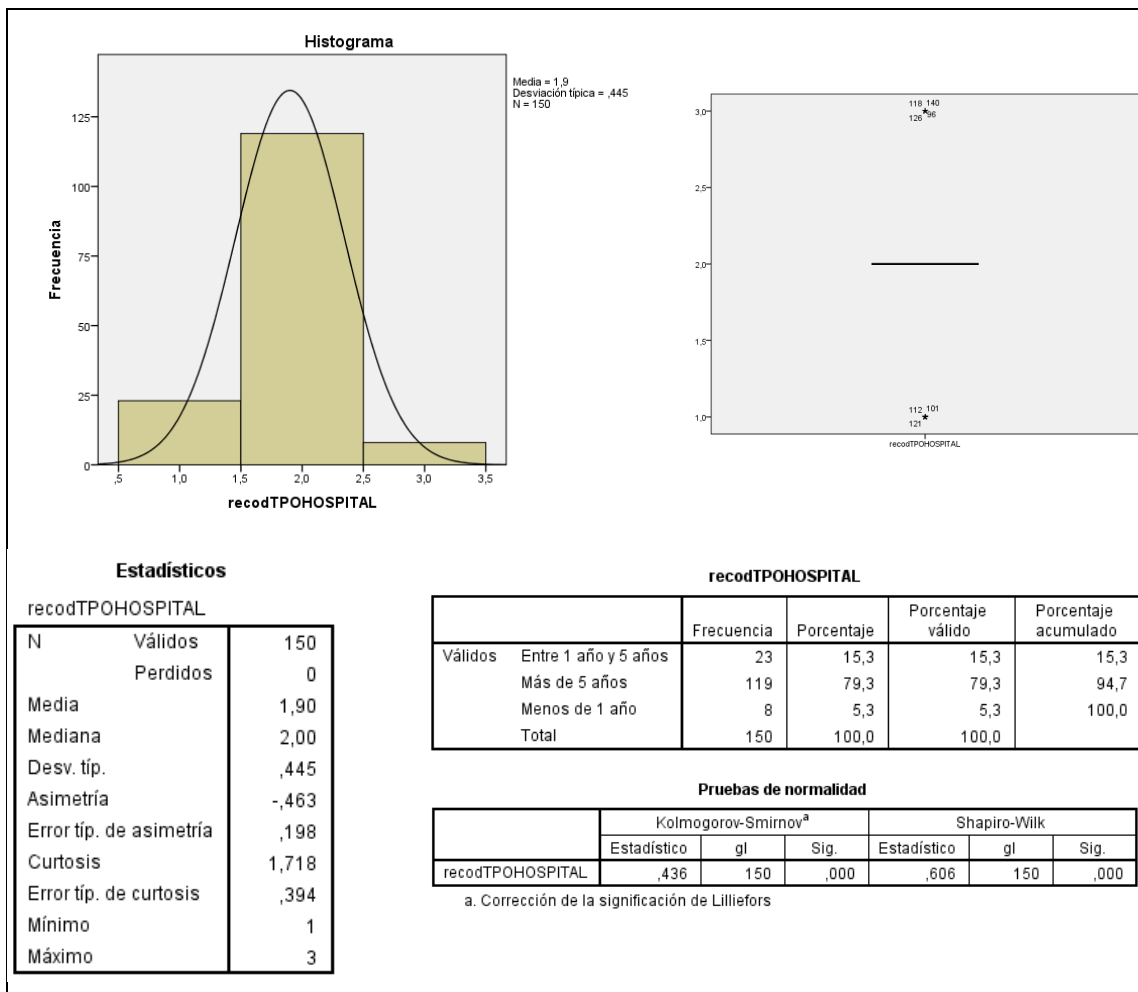 Histograma
Media = 1,9
Desviación típica = ,445
N = 150
Frecuencia
125
100
75
50
25
0
,5 1,0 1,5 2,0 2,5 3,0 3,5
recodTPOHOSPITAL
3,0
2,5
2,0
1,5
1,0
118 140
126 96
112 101
121
recodTPOHOSPITAL
Estadísticos
recodTPOHOSPITAL
N Válidos 150
Perdidos 0
Media 1,90
Mediana 2,00
Desv. típ. ,445
Asimetría -,463
Error típ. de asimetría ,198
Curtosis 1,718
Error típ. de curtosis ,394
Mínimo 1
Máximo 3
recodTPOHOSPITAL
Frecuencia Porcentaje Porcentaje válido Porcentaje acumulado
Válidos Entre 1 año y 5 años 23 15,3 15,3 15,3
Más de 5 años 119 79,3 79,3 94,7
Menos de 1 año 8 5,3 5,3 100,0
Total 150 100,0 100,0
Pruebas de normalidad
Kolmogorov-Smirnovª Shapiro-Wilk
Estadístico gl Sig. Estadístico gl Sig.
recodTPOHOSPITAL ,436 150 ,000 ,606 150 ,000
a. Corrección de la significación de Lilliefors